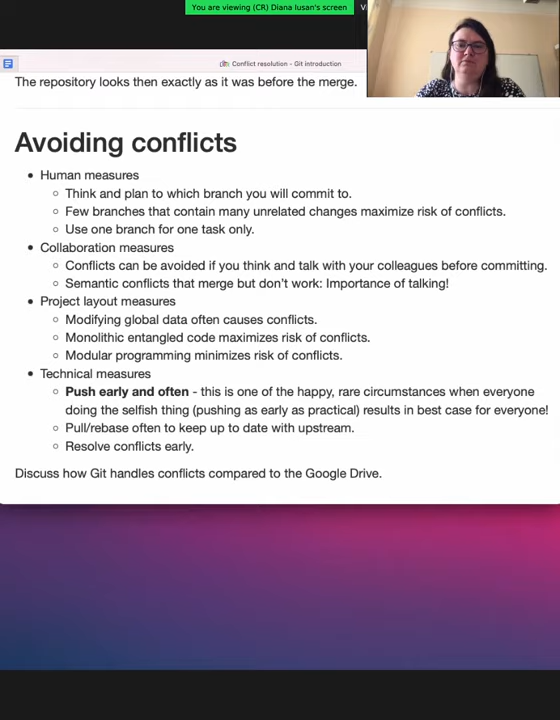 You are viewing (CR) Diana Iusan's screen
Conflict resolution – Git introduction
The repository looks then exactly as it was before the merge.
Avoiding conflicts
• Human measures
◦ Think and plan to which branch you will commit to.
◦ Few branches that contain many unrelated changes maximize risk of conflicts.
◦ Use one branch for one task only.
• Collaboration measures
◦ Conflicts can be avoided if you think and talk with your colleagues before committing.
◦ Semantic conflicts that merge but don't work: Importance of talking!
• Project layout measures
◦ Modifying global data often causes conflicts.
◦ Monolithic entangled code maximizes risk of conflicts.
◦ Modular programming minimizes risk of conflicts.
• Technical measures
◦ Push early and often - this is one of the happy, rare circumstances when everyone
doing the selfish thing (pushing as early as practical) results in best case for everyone!
◦ Pull/rebase often to keep up to date with upstream.
◦ Resolve conflicts early.
Discuss how Git handles conflicts compared to the Google Drive.